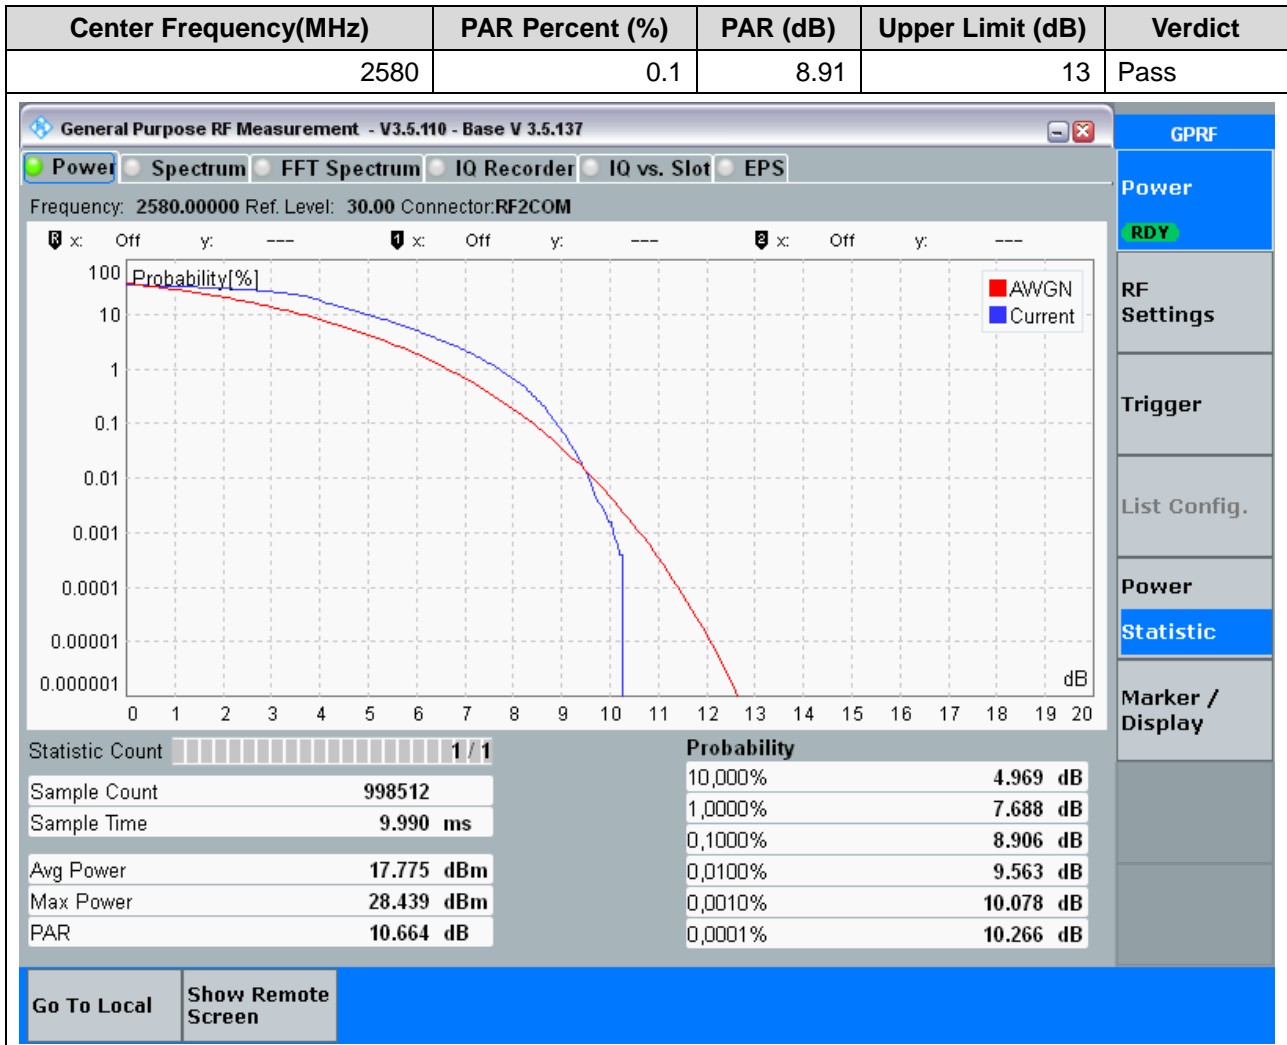 Center Frequency(MHz) PAR Percent (%) PAR (dB) Upper Limit (dB) Verdict
2580 0.1 8.91 13 Pass
General Purpose RF Measurement - V3.5.110 - Base V 3.5.137
GPRF
Power Spectrum FFT Spectrum IQ Recorder IQ vs. Slot EPS
Frequency: 2580.00000 Ref. Level: 30.00 Connector:RF2COM
R x: Off y: --- 1 x: Off y: --- 2 x: Off y: ---
Probability[%]
AWGN
Current
100
10
1
0.1
0.01
0.001
0.0001
0.00001
0.000001
dB
0 1 2 3 4 5 6 7 8 9 10 11 12 13 14 15 16 17 18 19 20
Statistic Count 1 / 1
Sample Count 998512
Sample Time 9.990 ms
Avg Power 17.775 dBm
Max Power 28.439 dBm
PAR 10.664 dB
Probability
10,000% 4.969 dB
1,0000% 7.688 dB
0,1000% 8.906 dB
0,0100% 9.563 dB
0,0010% 10.078 dB
0,0001% 10.266 dB
Power
RDY
RF
Settings
Trigger
List Config.
Power
Statistic
Marker /
Display
Go To Local
Show Remote
Screen